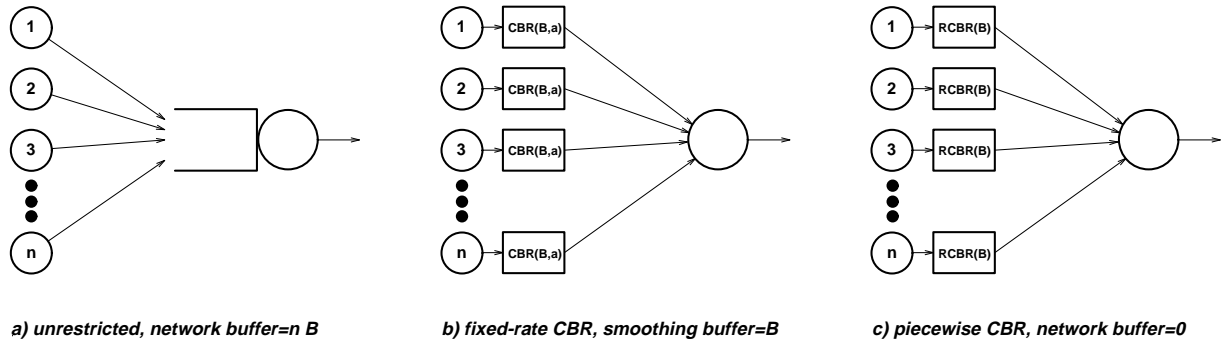 1
2
3
n
a) unrestricted, network buffer=n B
1 CBR(B,a)
2 CBR(B,a)
3 CBR(B,a)
n CBR(B,a)
b) fixed-rate CBR, smoothing buffer=B
1 RCBR(B)
2 RCBR(B)
3 RCBR(B)
n RCBR(B)
c) piecewise CBR, network buffer=0